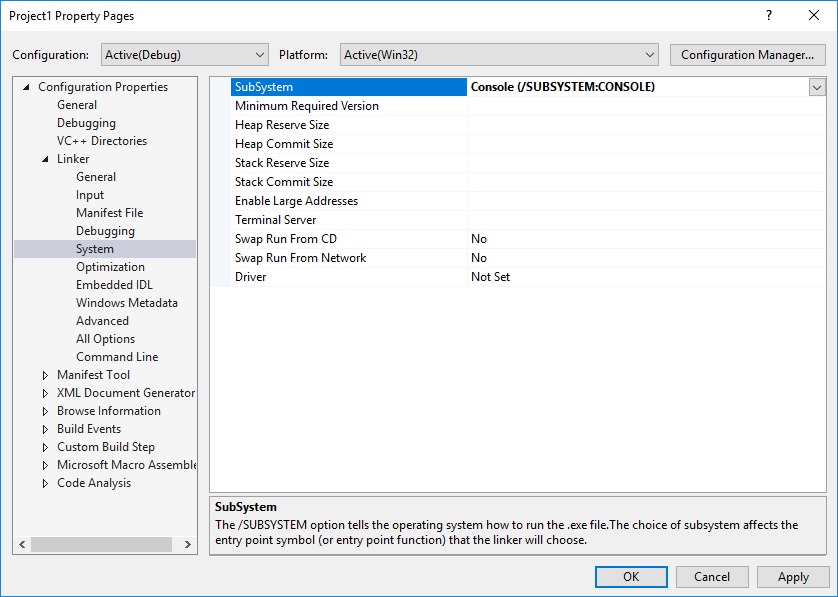 Project1 Property Pages
?
Configuration: Active(Debug) Platform: Active(Win32) Configuration Manager...
Configuration Properties
General
Debugging
VC++ Directories
Linker
General
Input
Manifest File
Debugging
System
Optimization
Embedded IDL
Windows Metadata
Advanced
All Options
Command Line
Manifest Tool
XML Document Generator
Browse Information
Build Events
Custom Build Step
Microsoft Macro Assemble
Code Analysis
SubSystem Console (/SUBSYSTEM:CONSOLE)
Minimum Required Version
Heap Reserve Size
Heap Commit Size
Stack Reserve Size
Stack Commit Size
Enable Large Addresses
Terminal Server
Swap Run From CD No
Swap Run From Network No
Driver Not Set
SubSystem
The /SUBSYSTEM option tells the operating system how to run the .exe file.The choice of subsystem affects the
entry point symbol (or entry point function) that the linker will choose.
OK Cancel Apply